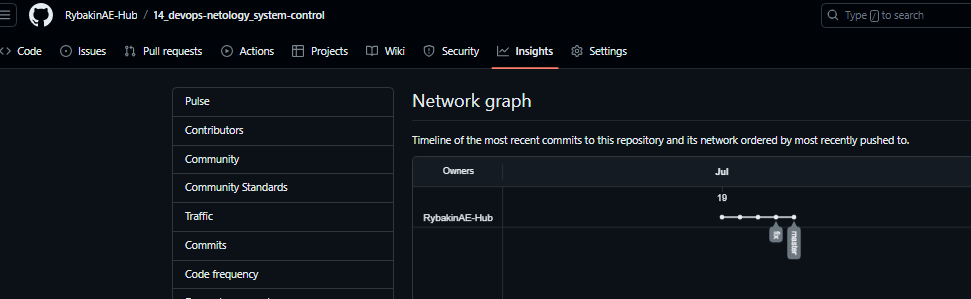 RybakinAE-Hub / 14_devops-netology_system-control
Type / to search
Code Issues Pull requests Actions Projects Wiki Security Insights Settings
Pulse
Contributors
Community
Community Standards
Traffic
Commits
Code frequency
Network graph
Timeline of the most recent commits to this repository and its network ordered by most recently pushed to.
Owners
Jul
19
RybakinAE-Hub
fix
master